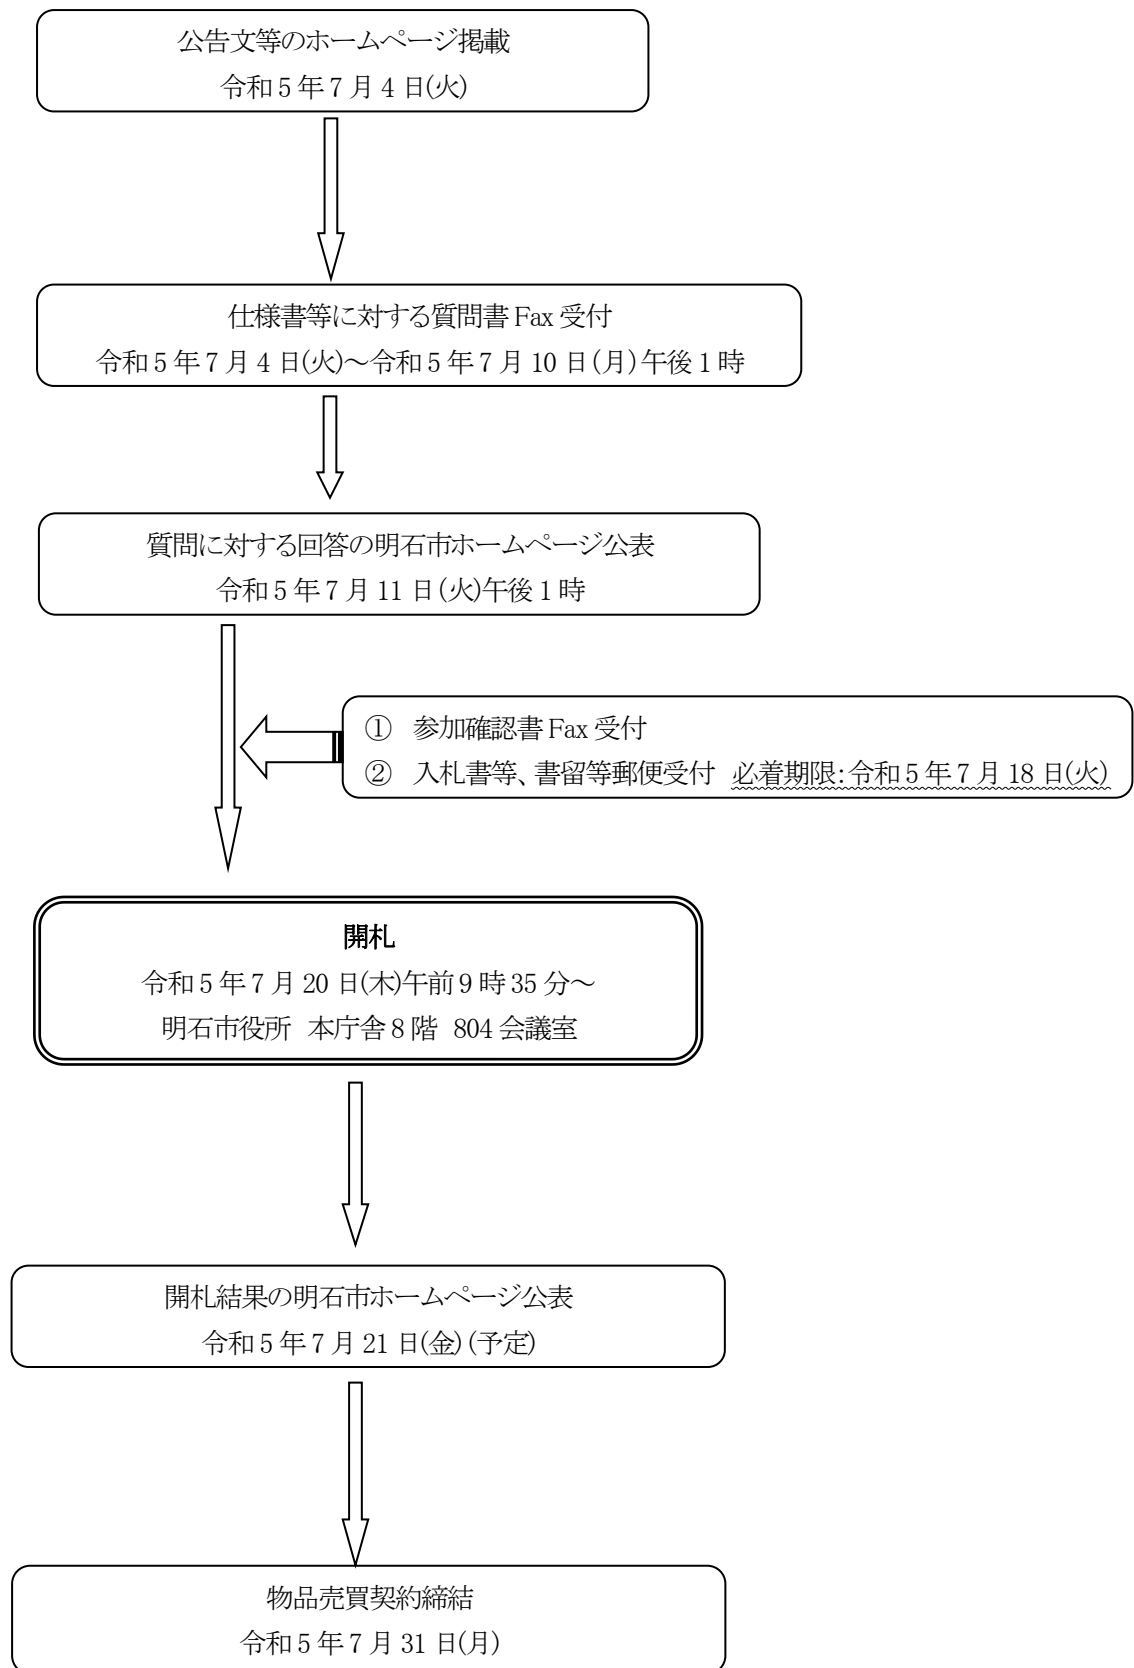 公告文等のホームページ掲載
令和5年7月4日(火)
仕様書等に対する質問書Fax受付
令和5年7月4日(火)～令和5年7月10日(月)午後1時
質問に対する回答の明石市ホームページ公表
令和5年7月11日(火)午後1時
① 参加確認書Fax受付
② 入札書等、書留等郵便受付 必着期限:令和5年7月18日(火)
開札
令和5年7月20日(木)午前9時35分～
明石市役所 本庁舎8階 804会議室
開札結果の明石市ホームページ公表
令和5年7月21日(金)(予定)
物品売買契約締結
令和5年7月31日(月)